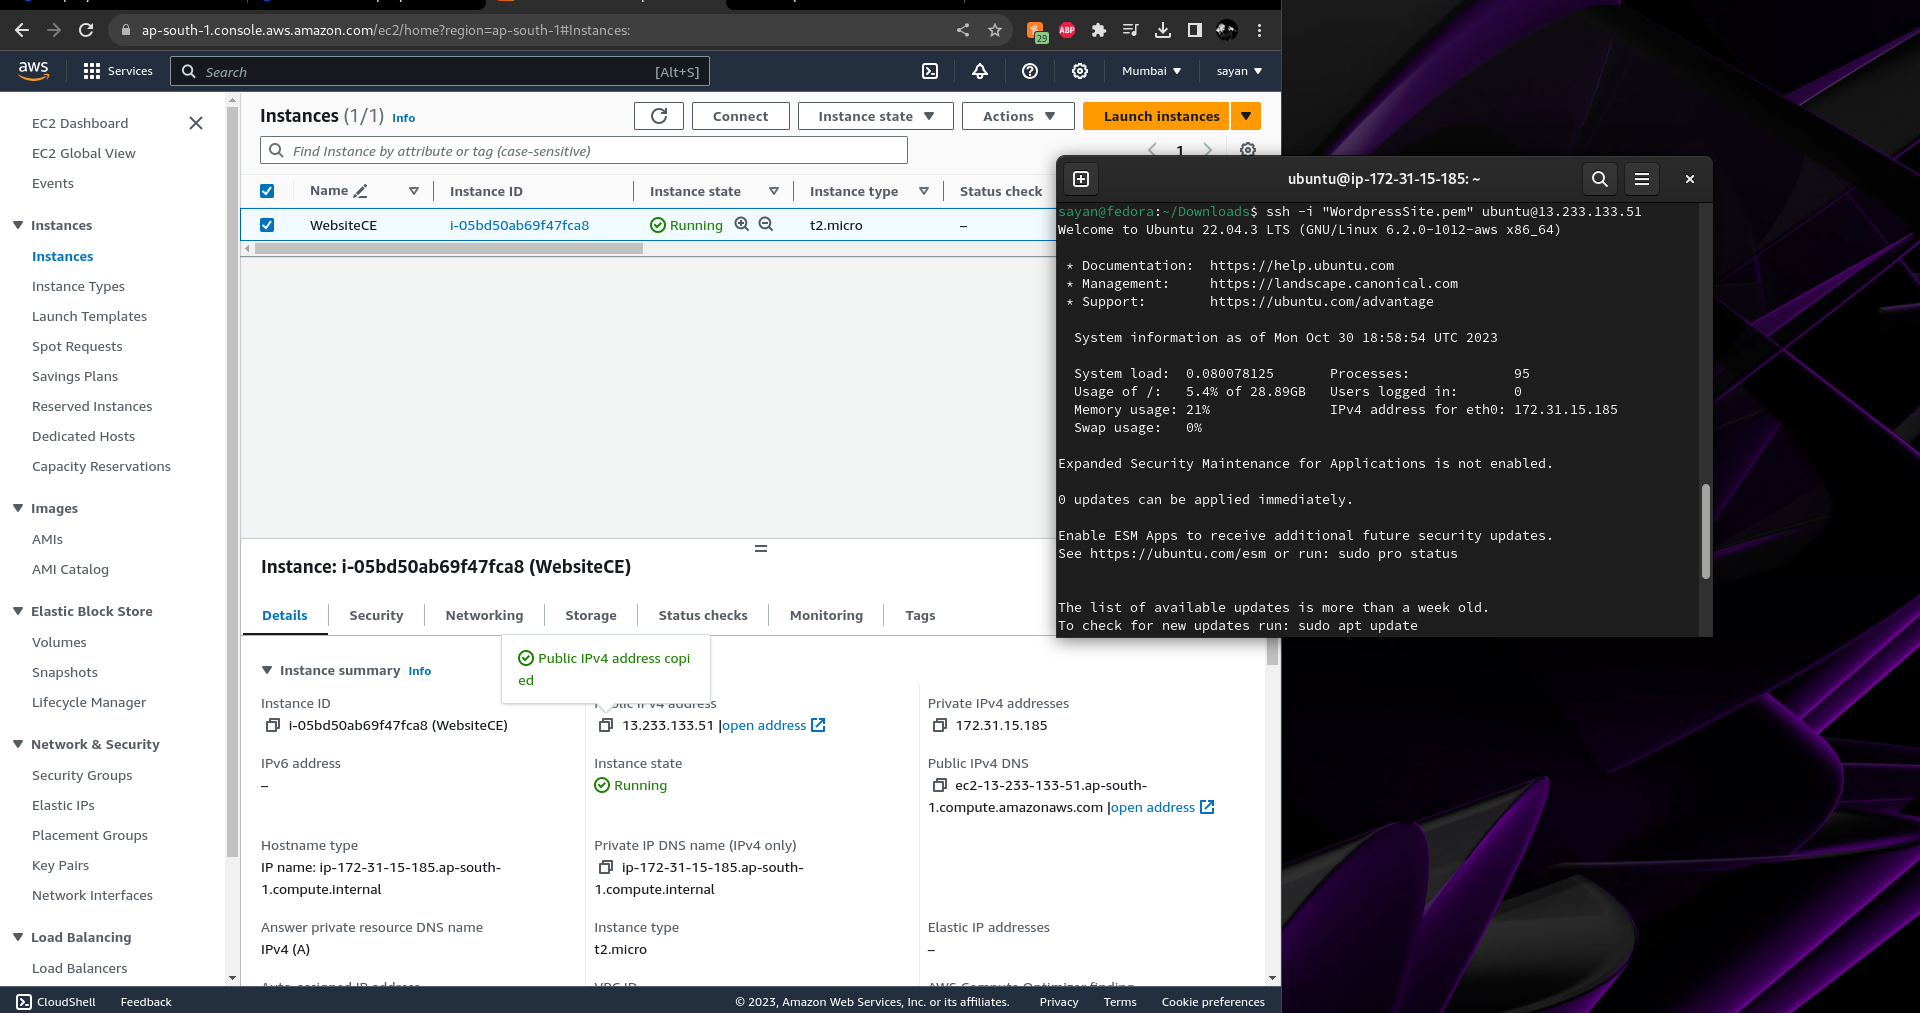 ap-south-1.console.aws.amazon.com/ec2/home?region=ap-south-1#Instances:
29
ABP
aws
Services
Search
[Alt+S]
Mumbai
sayan
EC2 Dashboard
EC2 Global View
Events
Instances
Instances
Instance Types
Launch Templates
Spot Requests
Savings Plans
Reserved Instances
Dedicated Hosts
Capacity Reservations
Images
AMIs
AMI Catalog
Elastic Block Store
Volumes
Snapshots
Lifecycle Manager
Network & Security
Security Groups
Elastic IPs
Placement Groups
Key Pairs
Network Interfaces
Load Balancing
Load Balancers
Instances (1/1) Info
Connect
Instance state
Actions
Launch instances
Find Instance by attribute or tag (case-sensitive)
1
Name
Instance ID
Instance state
Instance type
Status check
WebsiteCE
i-05bd50ab69f47fca8
Running
t2.micro
–
Instance: i-05bd50ab69f47fca8 (WebsiteCE)
Details
Security
Networking
Storage
Status checks
Monitoring
Tags
Public IPv4 address copi
ed
Instance summary Info
Instance ID
i-05bd50ab69f47fca8 (WebsiteCE)
Public IPv4 address
13.233.133.51 |open address
Private IPv4 addresses
172.31.15.185
IPv6 address
–
Instance state
Running
Public IPv4 DNS
ec2-13-233-133-51.ap-south-
1.compute.amazonaws.com |open address
Hostname type
IP name: ip-172-31-15-185.ap-south-
1.compute.internal
Private IP DNS name (IPv4 only)
ip-172-31-15-185.ap-south-
1.compute.internal
Answer private resource DNS name
IPv4 (A)
Instance type
t2.micro
Elastic IP addresses
–
Auto-assigned IP address
VPC ID
AWS Compute Optimizer finding
CloudShell
Feedback
© 2023, Amazon Web Services, Inc. or its affiliates.
Privacy
Terms
Cookie preferences
ubuntu@ip-172-31-15-185: ~
sayan@fedora:~/Downloads$ ssh -i "WordpressSite.pem" ubuntu@13.233.133.51
Welcome to Ubuntu 22.04.3 LTS (GNU/Linux 6.2.0-1012-aws x86_64)
* Documentation: https://help.ubuntu.com
* Management: https://landscape.canonical.com
* Support: https://ubuntu.com/advantage
System information as of Mon Oct 30 18:58:54 UTC 2023
System load: 0.080078125 Processes: 95
Usage of /: 5.4% of 28.89GB Users logged in: 0
Memory usage: 21% IPv4 address for eth0: 172.31.15.185
Swap usage: 0%
Expanded Security Maintenance for Applications is not enabled.
0 updates can be applied immediately.
Enable ESM Apps to receive additional future security updates.
See https://ubuntu.com/esm or run: sudo pro status
The list of available updates is more than a week old.
To check for new updates run: sudo apt update